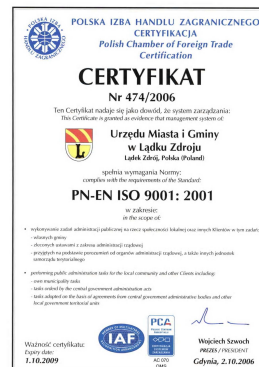 POLSKA IZBA HANDLU ZAGRANICZNEGO
CERTYFIKACJA
Polish Chamber of Foreign Trade
Certification
CERTYFIKAT
Nr 474/2006
Ten Certyfikat nadaje się jako dowód, że system zarządzania:
This Certificate is granted as evidence that management system of:
Urzędu Miasta i Gminy
w Lądku Zdroju
Lądek Zdrój, Polska (Poland)
spełnia wymagania Normy:
complies with the requirements of the Standard:
PN-EN ISO 9001: 2001
w zakresie:
in the scope of:
• wykonywanie zadań administracji publicznej na rzecz społeczności lokalnej oraz innych Klientów w tym zadań:
- własnych gminy
- zleconych ustawami z zakresu administracji rządowej
- przyjętych na podstawie porozumień od organów administracji rządowej, a także innych jednostek
samorządu terytorialnego
• performing public administration tasks for the local community and other Clients including:
- own municipality tasks
- tasks ordered by the central government administration acts
- tasks adopted on the basis of agreements from central government administrative bodies and other
local government territorial units
Ważność certyfikatu:
Expiry date:
1.10.2009
IAF
PCA
AC 070
QMS
Wojciech Szwoch
PREZES / PRESIDENT
Gdynia, 2.10.2006